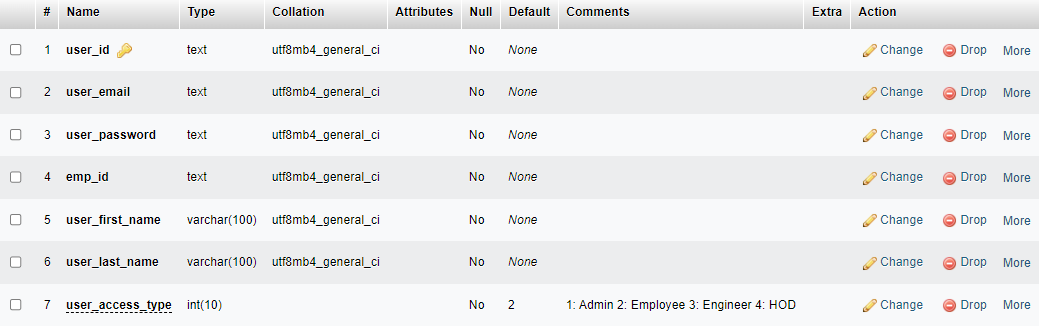 # Name Type Collation Attributes Null Default Comments Extra Action
1 user_id text utf8mb4_general_ci No None Change Drop More
2 user_email text utf8mb4_general_ci No None Change Drop More
3 user_password text utf8mb4_general_ci No None Change Drop More
4 emp_id text utf8mb4_general_ci No None Change Drop More
5 user_first_name varchar(100) utf8mb4_general_ci No None Change Drop More
6 user_last_name varchar(100) utf8mb4_general_ci No None Change Drop More
7 user_access_type int(10) No 2 1: Admin 2: Employee 3: Engineer 4: HOD Change Drop More